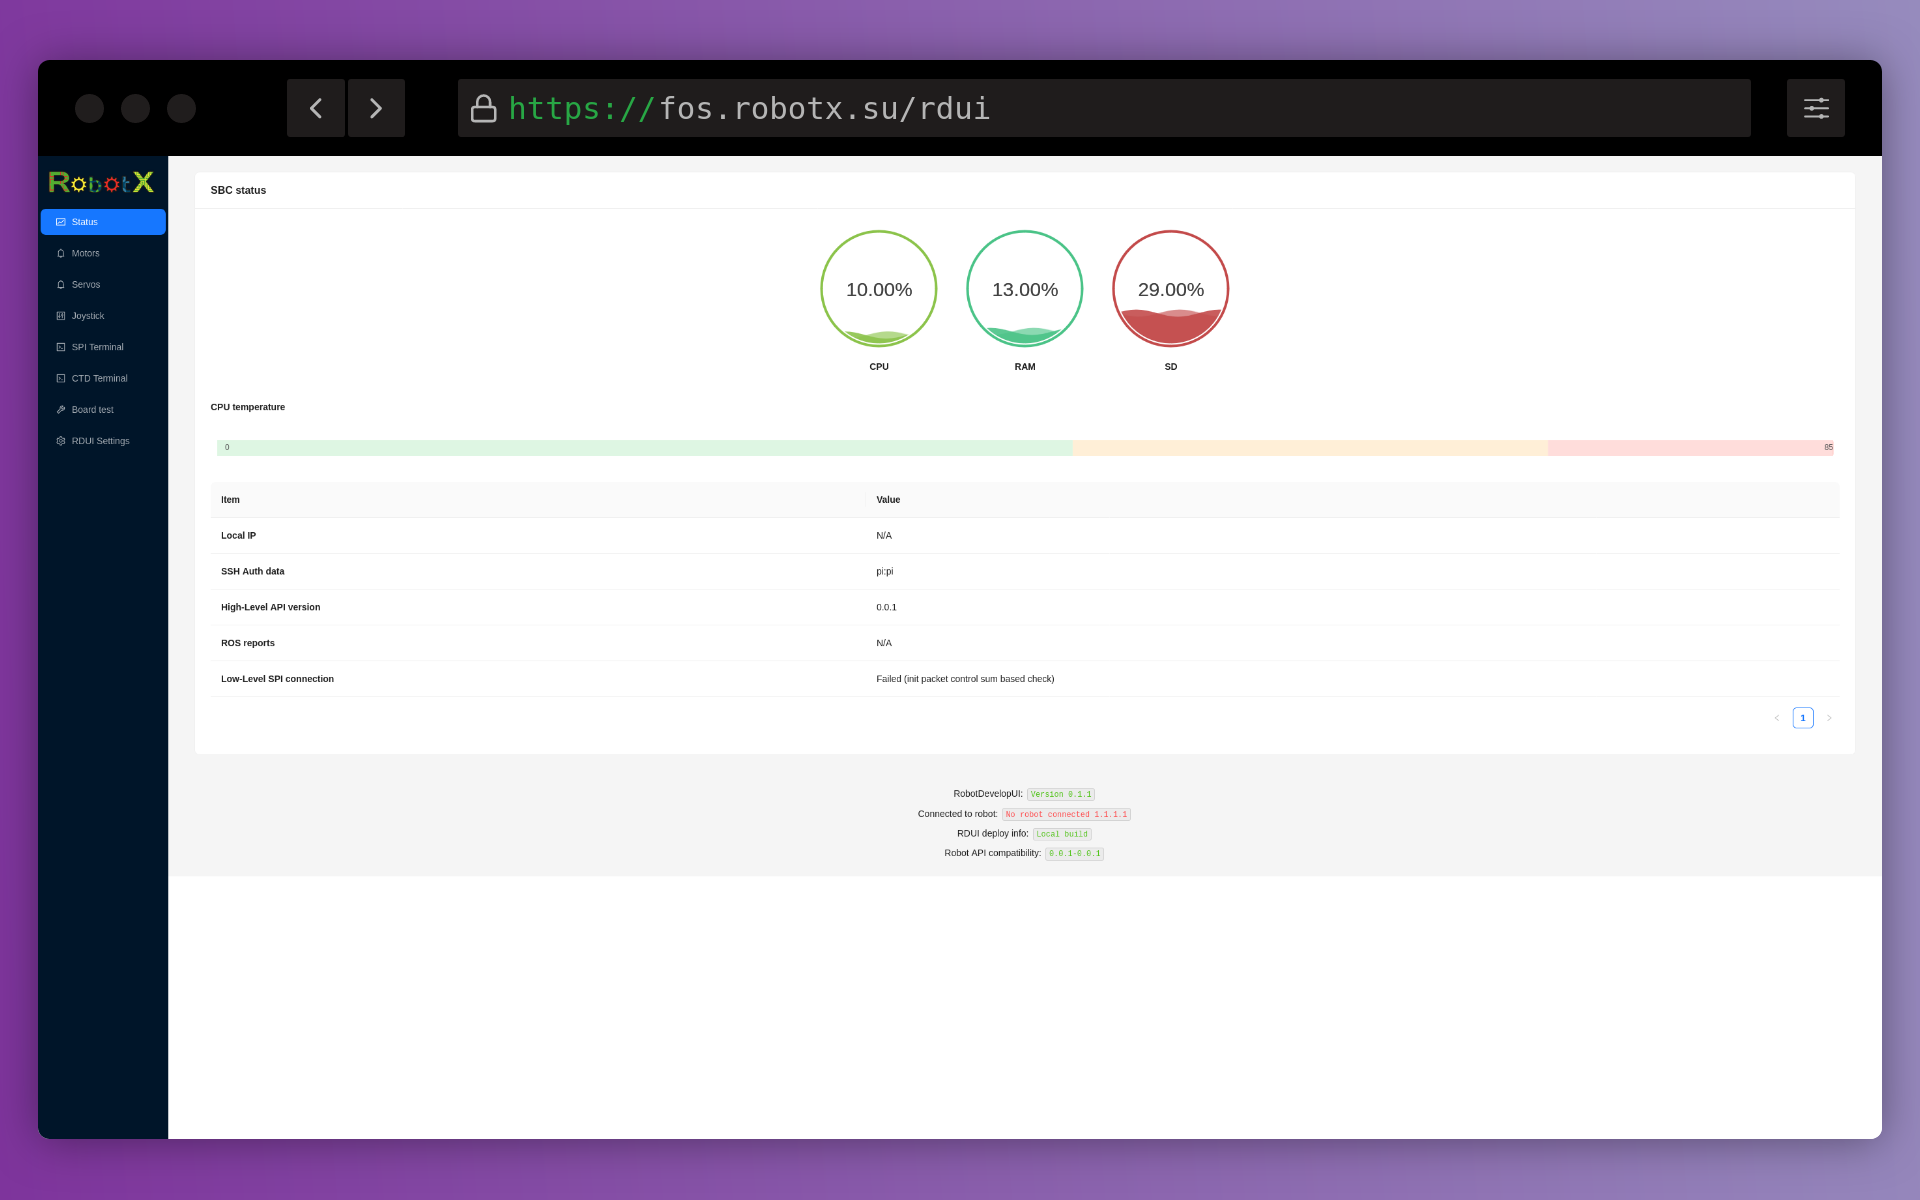 https://fos.robotx.su/rdui
RobotX
Status
Motors
Servos
Joystick
SPI Terminal
CTD Terminal
Board test
RDUI Settings
SBC status
10.00%
13.00%
29.00%
CPU
RAM
SD
CPU temperature
0
85
Item
Value
Local IP
N/A
SSH Auth data
pi:pi
High-Level API version
0.0.1
ROS reports
N/A
Low-Level SPI connection
Failed (init packet control sum based check)
1
RobotDevelopUI: Version 0.1.1
Connected to robot: No robot connected 1.1.1.1
RDUI deploy info: Local build
Robot API compatibility: 0.0.1-0.0.1